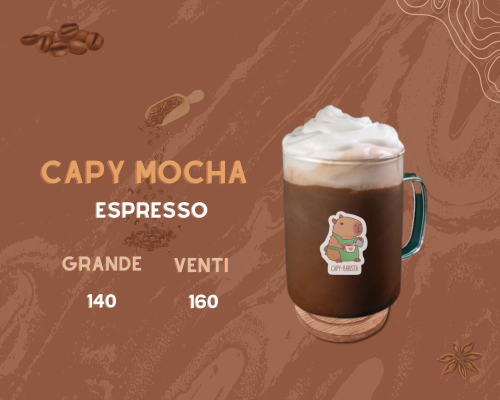 CAPY MOCHA
ESPRESSO
GRANDE VENTI
140 160
CAPY-BARISTA